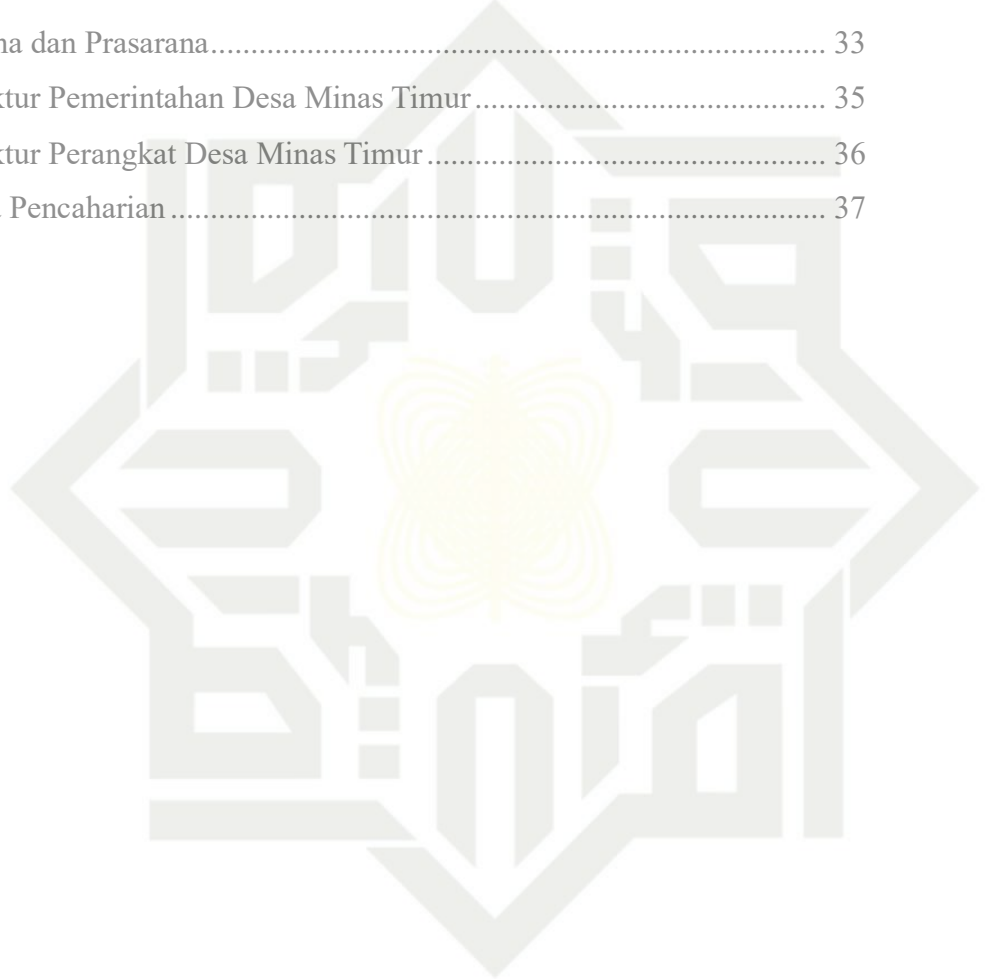 na dan Prasarana........................................................................... 33
ktur Pemerintahan Desa Minas Timur........................................... 35
ktur Perangkat Desa Minas Timur................................................. 36
Pencaharian................................................................................ 37